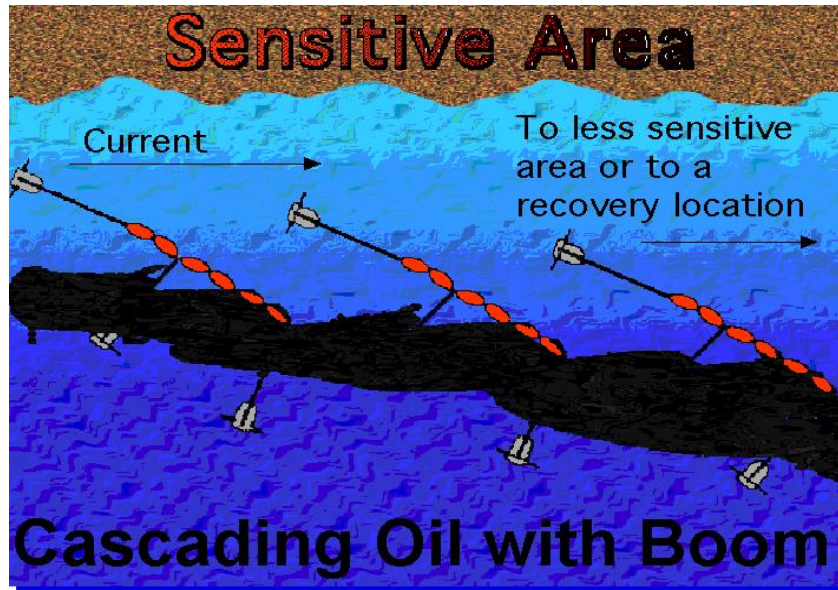 Sensitive Area
Current
To less sensitive
area or to a
recovery location
Cascading Oil with Boom